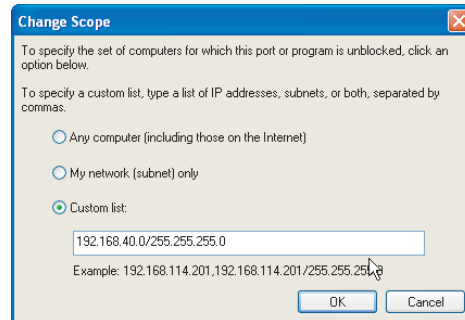 Change Scope
To specify the set of computers for which this port or program is unblocked, click an
option below.
To specify a custom list, type a list of IP addresses, subnets, or both, separated by
commas.
Any computer (including those on the Internet)
My network (subnet) only
Custom list:
192.168.40.0/255.255.255.0
Example: 192.168.114.201,192.168.114.201/255.255.255.0
OK
Cancel